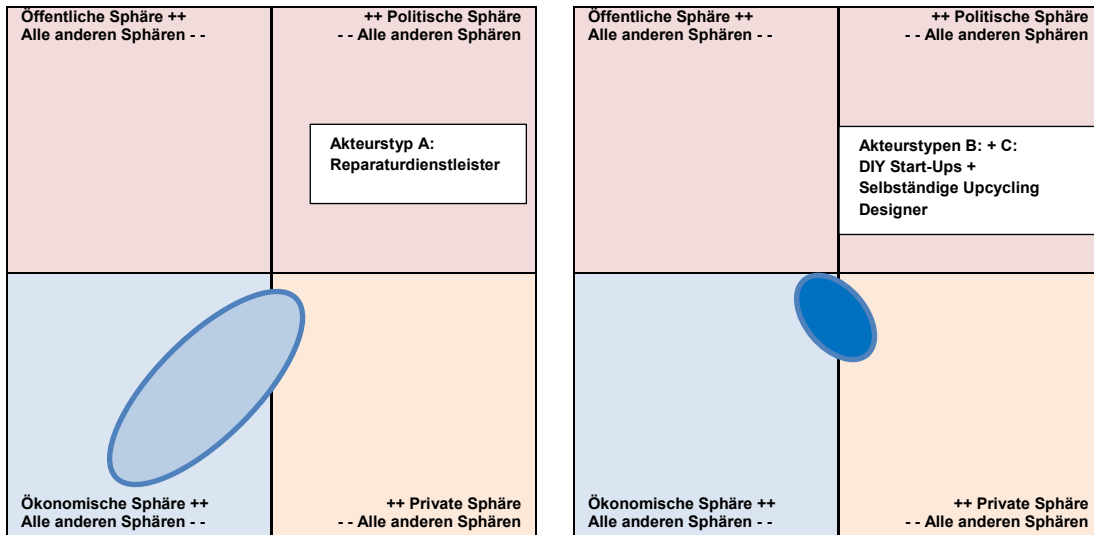 Öffentliche Sphäre ++
Alle anderen Sphären - -
++ Politische Sphäre
- - Alle anderen Sphären
Akteurstyp A:
Reparaturdienstleister
Ökonomische Sphäre ++
Alle anderen Sphären - -
++ Private Sphäre
- - Alle anderen Sphären
Öffentliche Sphäre ++
Alle anderen Sphären - -
++ Politische Sphäre
- - Alle anderen Sphären
Akteurstypen B: + C:
DIY Start-Ups +
Selbständige Upcycling
Designer
Ökonomische Sphäre ++
Alle anderen Sphären - -
++ Private Sphäre
- - Alle anderen Sphären